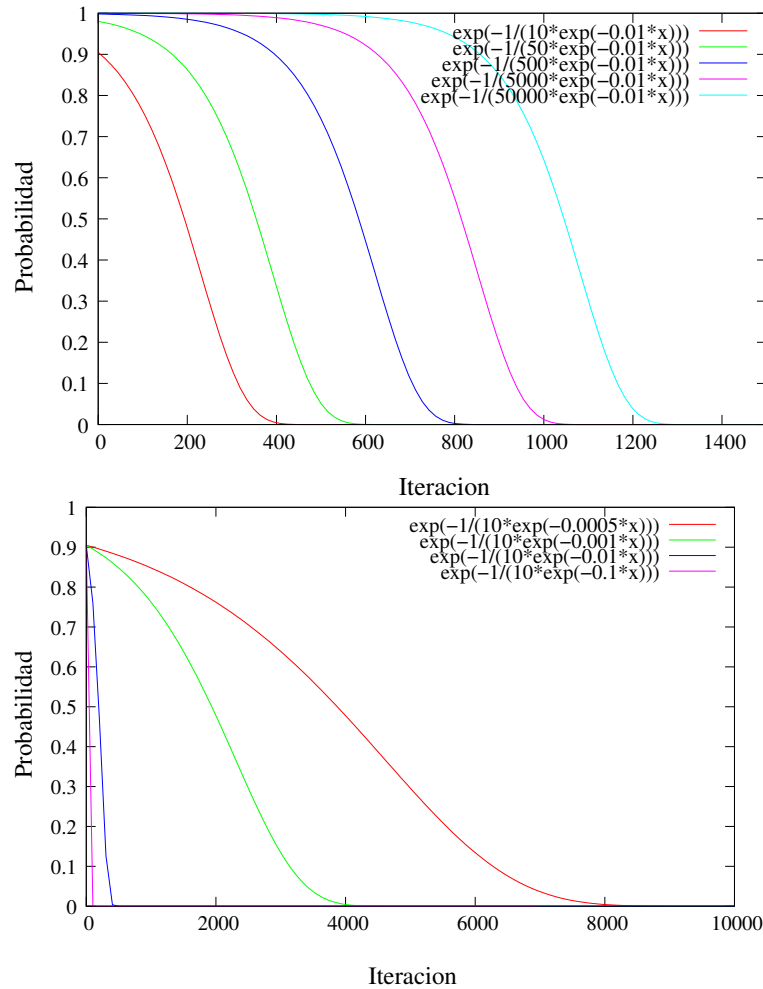 1
0.9
0.8
0.7
0.6
0.5
0.4
0.3
0.2
0.1
0
exp(−1/(10*exp(−0.01*x)))
exp(−1/(50*exp(−0.01*x)))
exp(−1/(500*exp(−0.01*x)))
exp(−1/(5000*exp(−0.01*x)))
exp(−1/(50000*exp(−0.01*x)))
Probabilidad
0 200 400 600 800 1000 1200 1400
Iteracion
1
0.9
0.8
0.7
0.6
0.5
0.4
0.3
0.2
0.1
0
exp(−1/(10*exp(−0.0005*x)))
exp(−1/(10*exp(−0.001*x)))
exp(−1/(10*exp(−0.01*x)))
exp(−1/(10*exp(−0.1*x)))
Probabilidad
0 2000 4000 6000 8000 10000
Iteracion